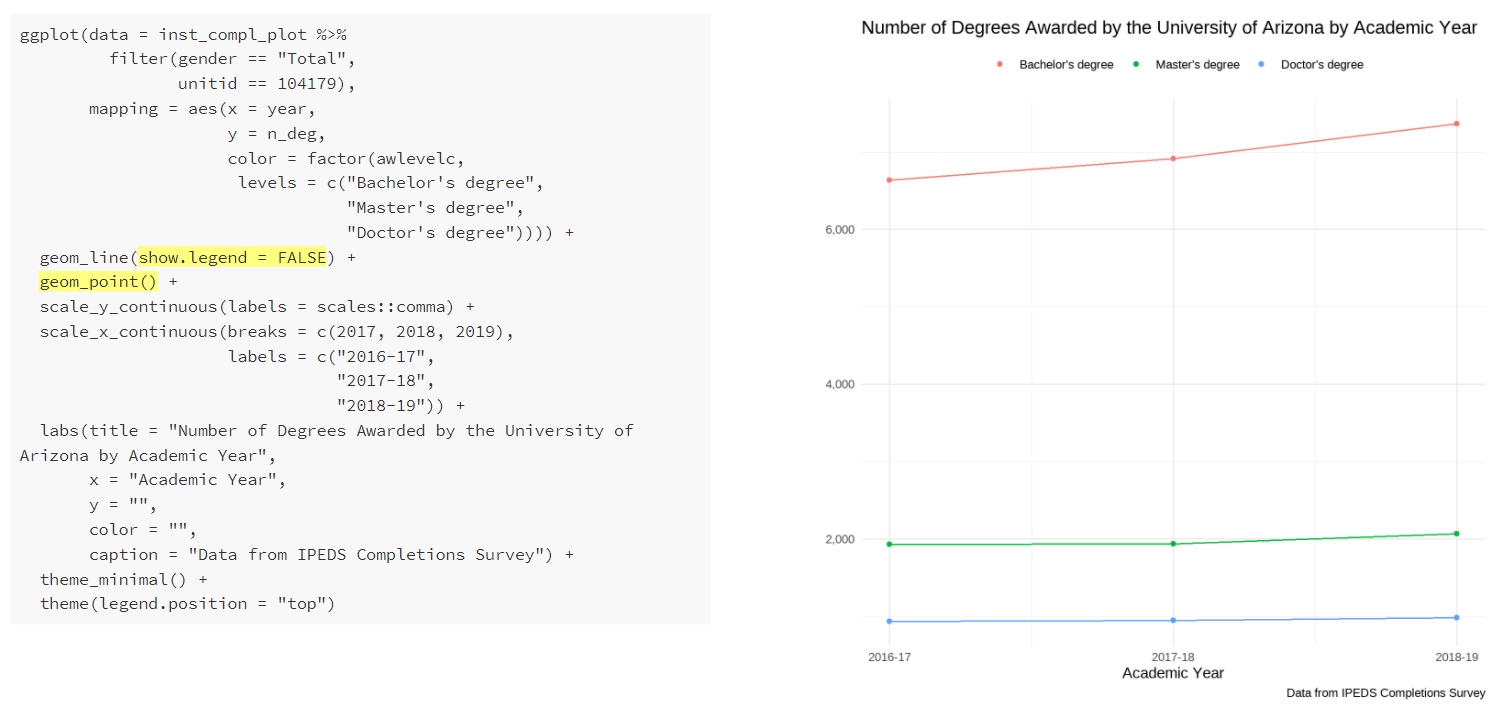 ggplot(data = inst_compl_plot %>%
         filter(gender == "Total",
                unitid == 104179),
       mapping = aes(x = year,
                     y = n_deg,
                     color = factor(awlevelc,
                      levels = c("Bachelor's degree",
                                 "Master's degree",
                                 "Doctor's degree")))) +
  geom_line(show.legend = FALSE) +
  geom_point() +
  scale_y_continuous(labels = scales::comma) +
  scale_x_continuous(breaks = c(2017, 2018, 2019),
                     labels = c("2016-17",
                                "2017-18",
                                "2018-19")) +
  labs(title = "Number of Degrees Awarded by the University of
Arizona by Academic Year",
       x = "Academic Year",
       y = "",
       color = "",
       caption = "Data from IPEDS Completions Survey") +
  theme_minimal() +
  theme(legend.position = "top")
Number of Degrees Awarded by the University of Arizona by Academic Year
Bachelor's degree Master's degree Doctor's degree
6,000
4,000
2,000
2016-17 2017-18 2018-19
Academic Year
Data from IPEDS Completions Survey